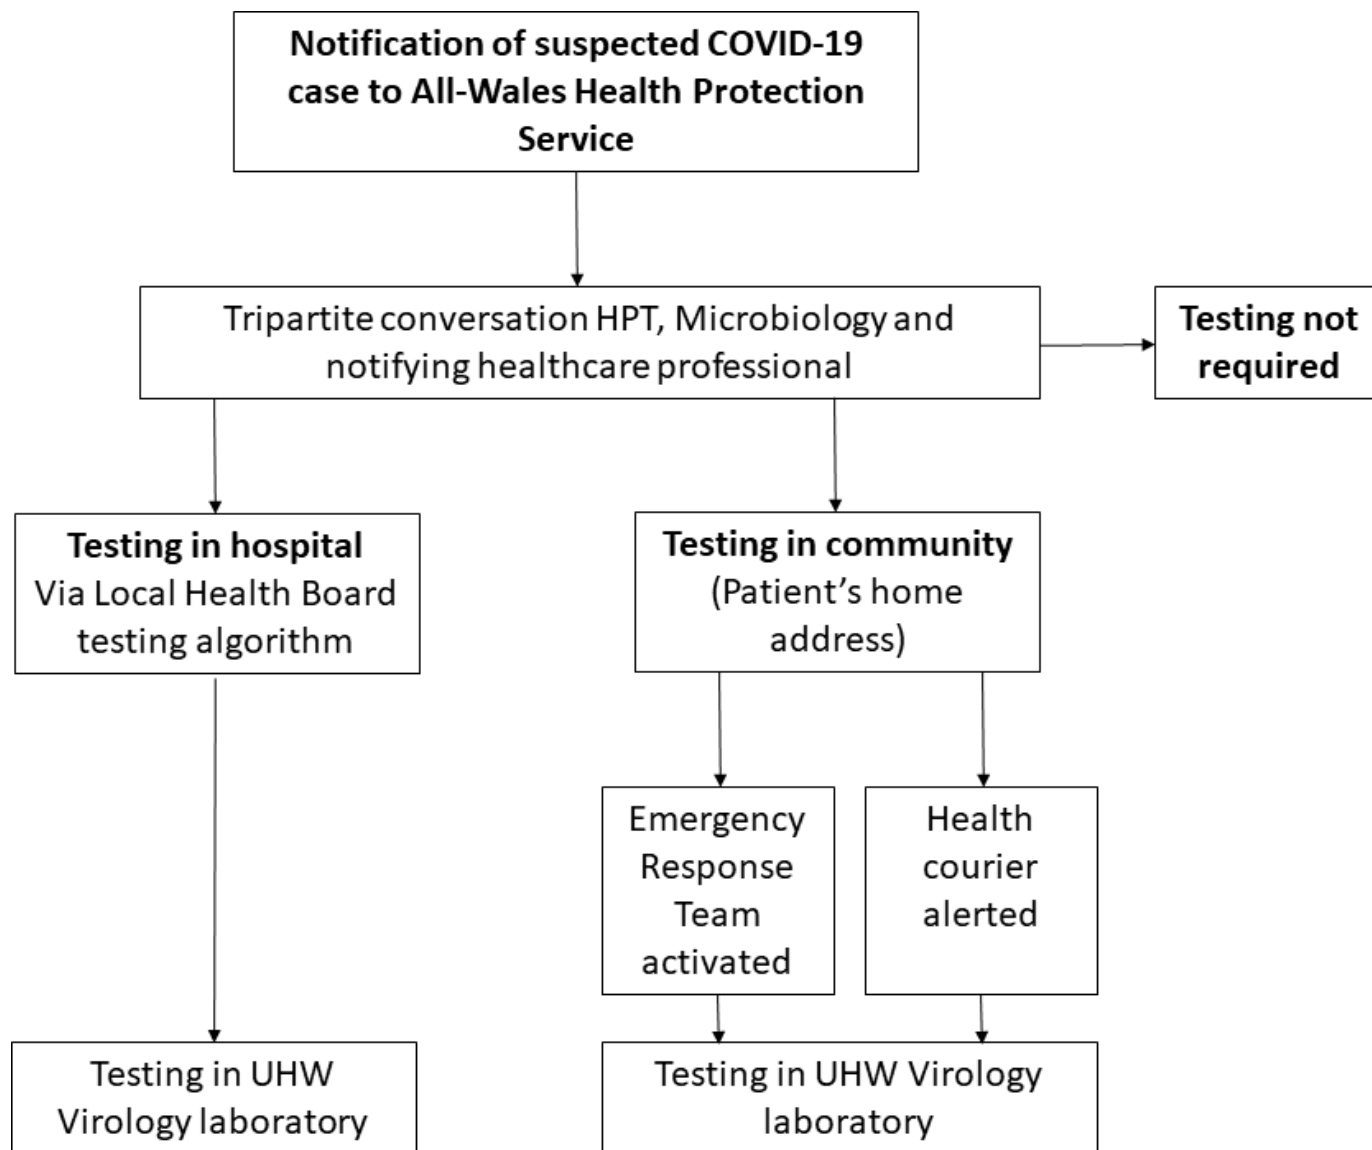 Notification of suspected COVID-19
case to All-Wales Health Protection
Service
Tripartite conversation HPT, Microbiology and
notifying healthcare professional
Testing not
required
Testing in hospital
Via Local Health Board
testing algorithm
Testing in community
(Patient’s home
address)
Emergency
Response
Team
activated
Health
courier
alerted
Testing in UHW
Virology laboratory
Testing in UHW Virology
laboratory